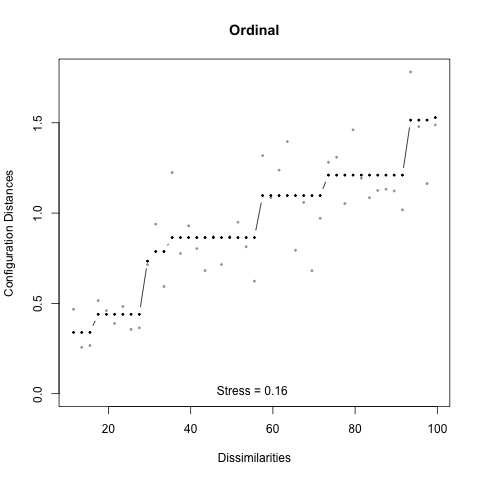 Ordinal
Configuration Distances
1.5
1.0
0.5
0.0
Stress = 0.16
20 40 60 80 100
Dissimilarities